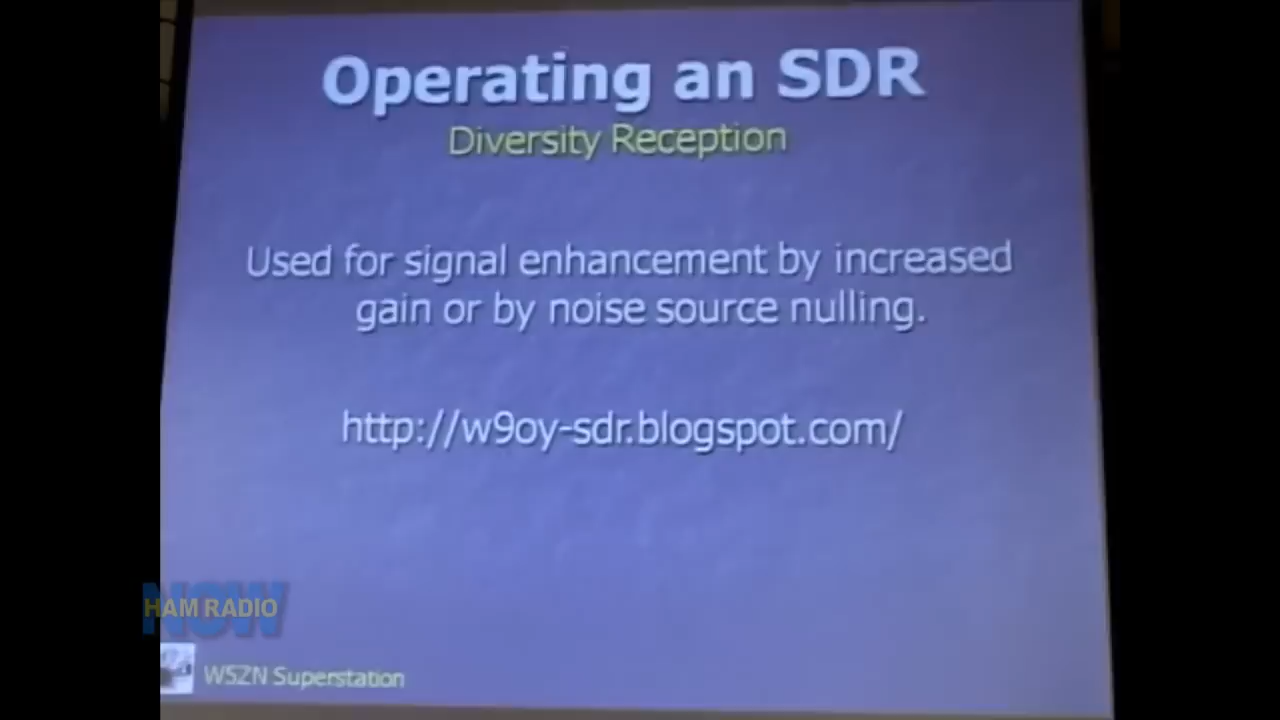 Operating an SDR
Diversity Reception
Used for signal enhancement by increased
gain or by noise source nulling.
http://w9oy-sdr.blogspot.com/
NOW
HAM RADIO
W5ZN Superstation